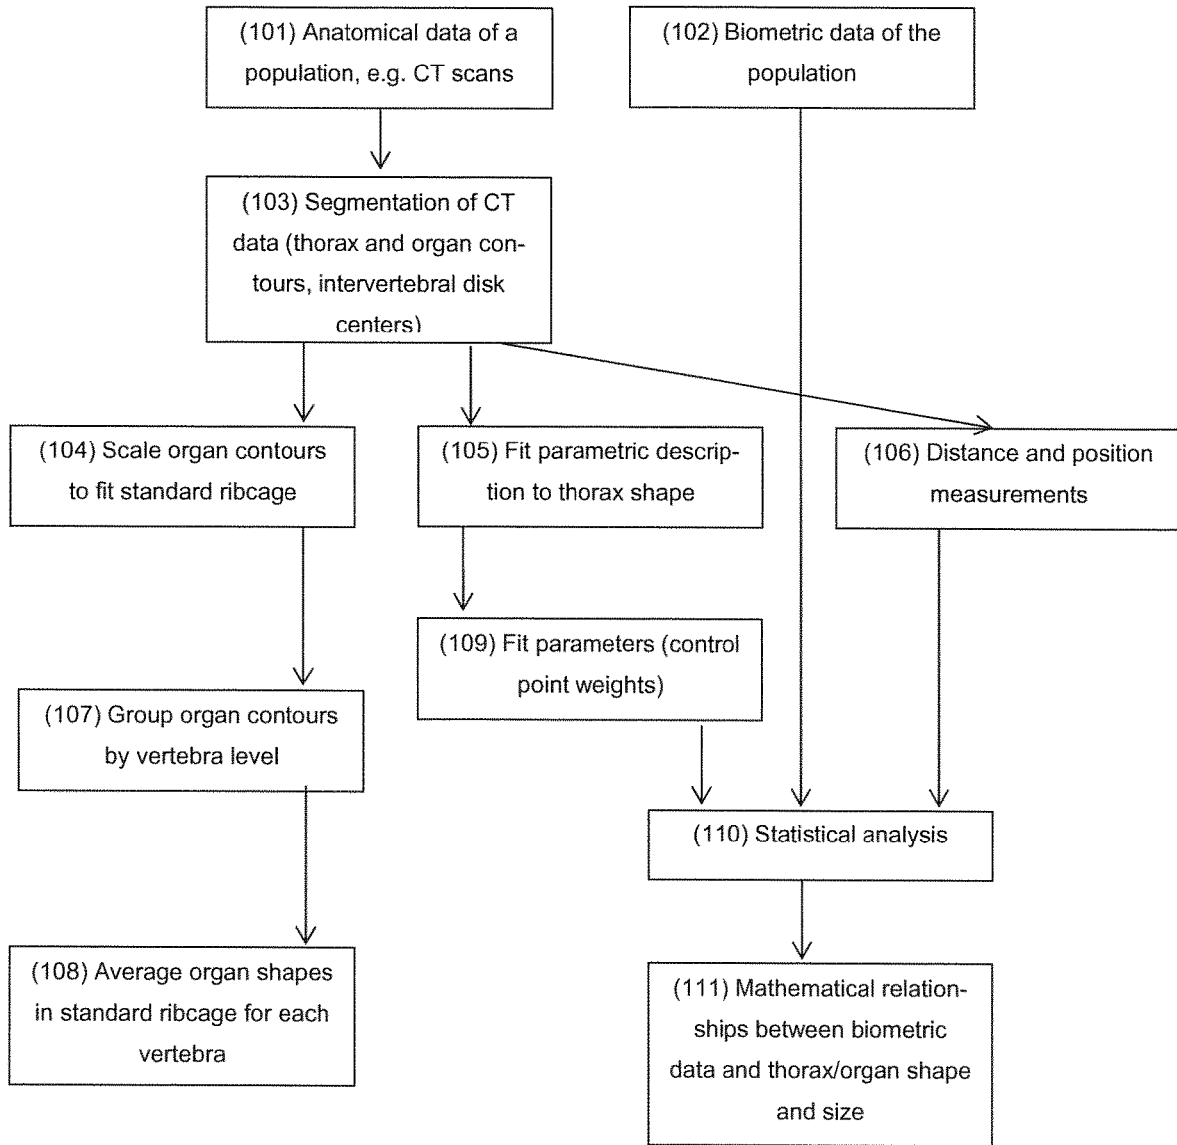 (101) Anatomical data of a
population, e.g. CT scans
(102) Biometric data of the
population
(103) Segmentation of CT
data (thorax and organ con-
tours, intervertebral disk
centers)
(104) Scale organ contours
to fit standard ribcage
(105) Fit parametric descrip-
tion to thorax shape
(106) Distance and position
measurements
(109) Fit parameters (control
point weights)
(107) Group organ contours
by vertebra level
(110) Statistical analysis
(108) Average organ shapes
in standard ribcage for each
vertebra
(111) Mathematical relation-
ships between biometric
data and thorax/organ shape
and size